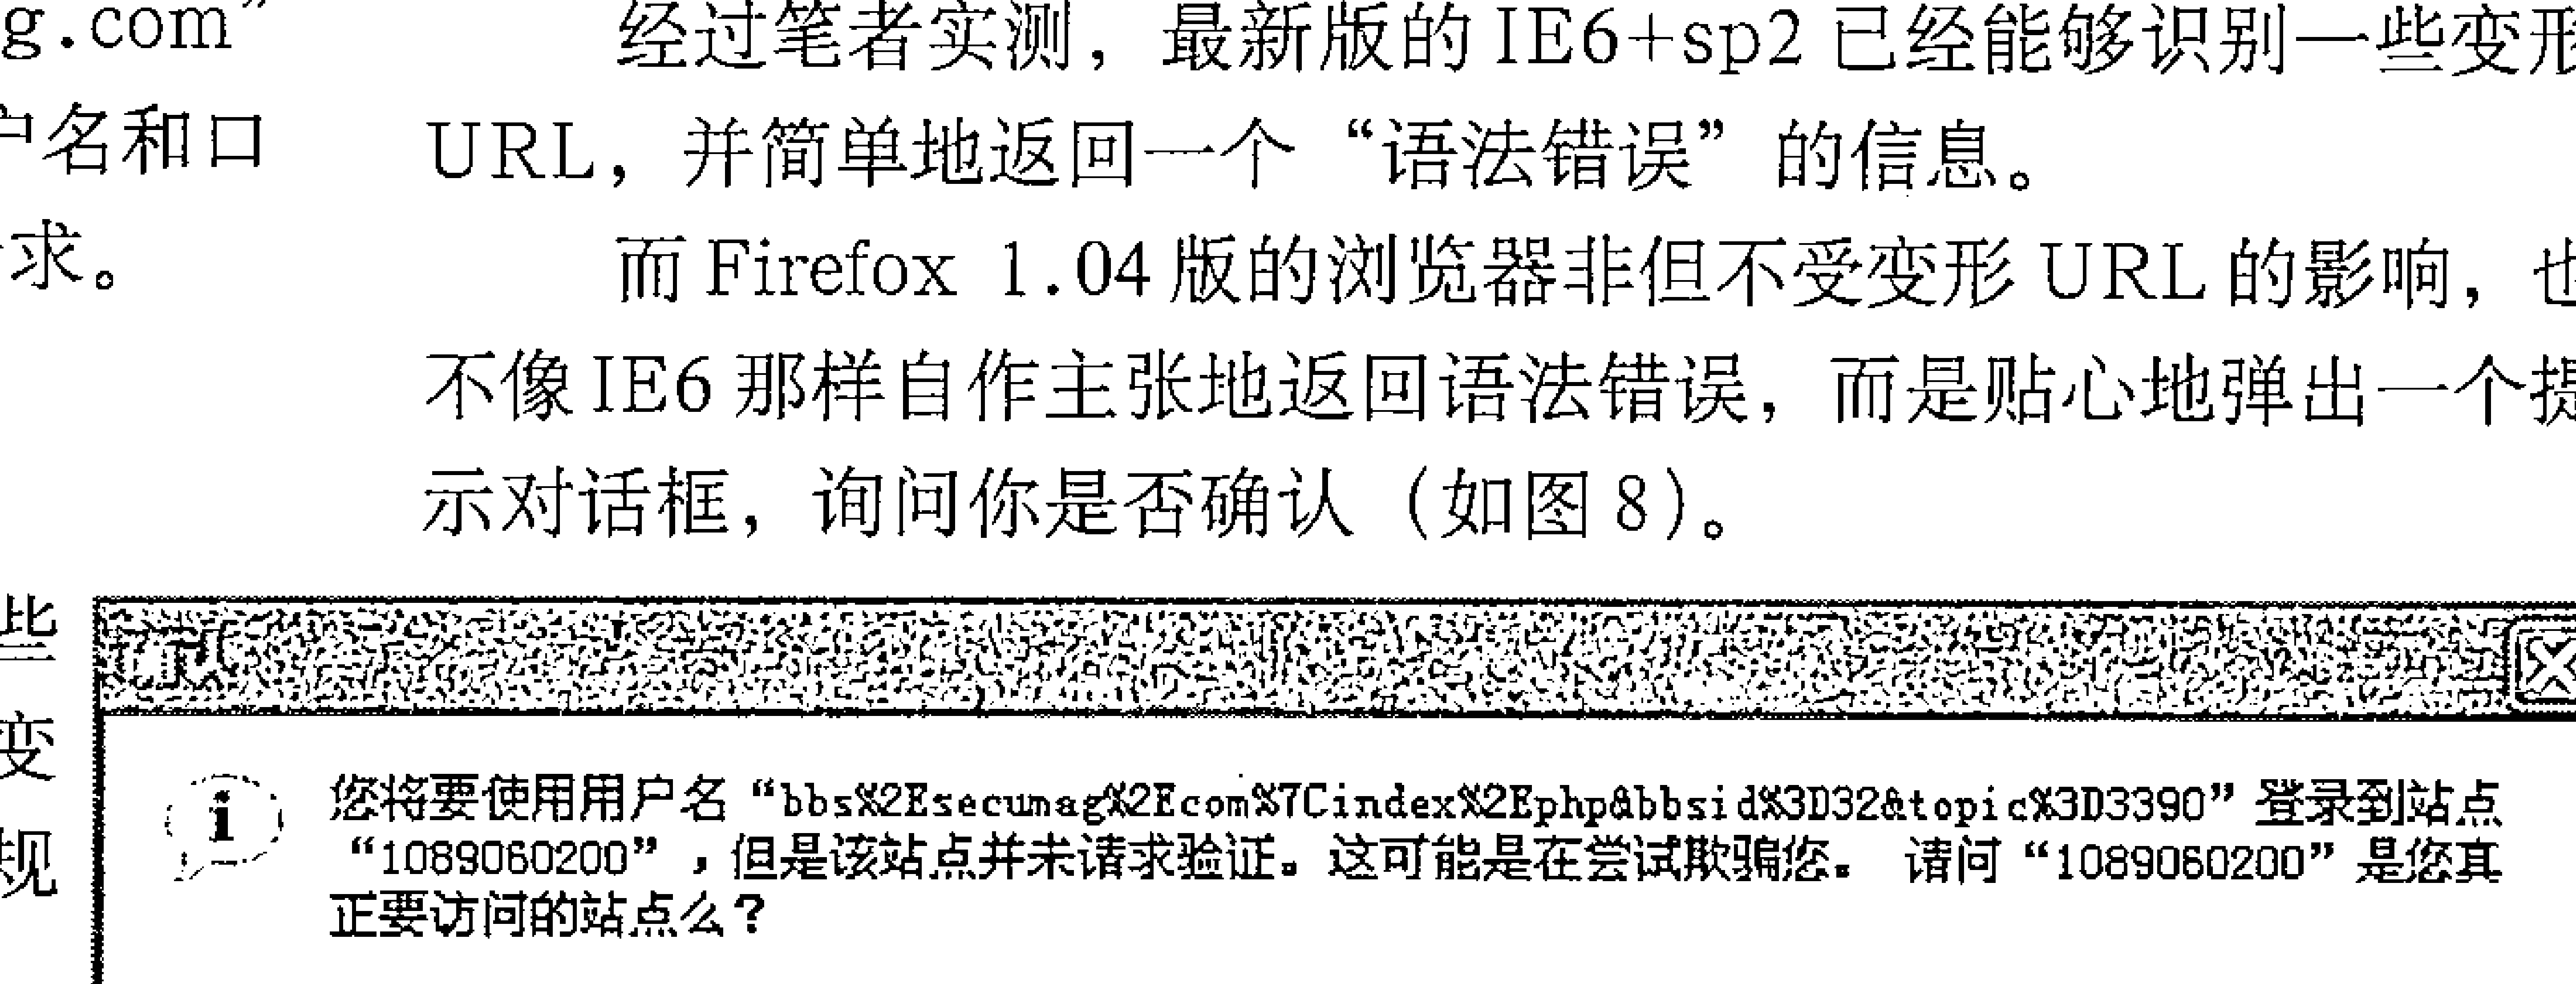 g.com”
户名和口
求。
些
变
规
经过笔者实测，最新版的IE6+sp2已经能够识别一些变形
URL，并简单地返回一个“语法错误”的信息。
而Firefox 1.04版的浏览器非但不受变形URL的影响，也
不像IE6那样自作主张地返回语法错误，而是贴心地弹出一个提
示对话框，询问你是否确认（如图8）。
确认
您将要使用用户名“bbs%2Esecumag%2Ecom%7Cindex%2Ephp&bbsid%3D32&topic%3D3390”登录到站点
“1089060200”，但是该站点并未请求验证。这可能是在尝试欺骗您。 请问“1089060200”是您真
正要访问的站点么？